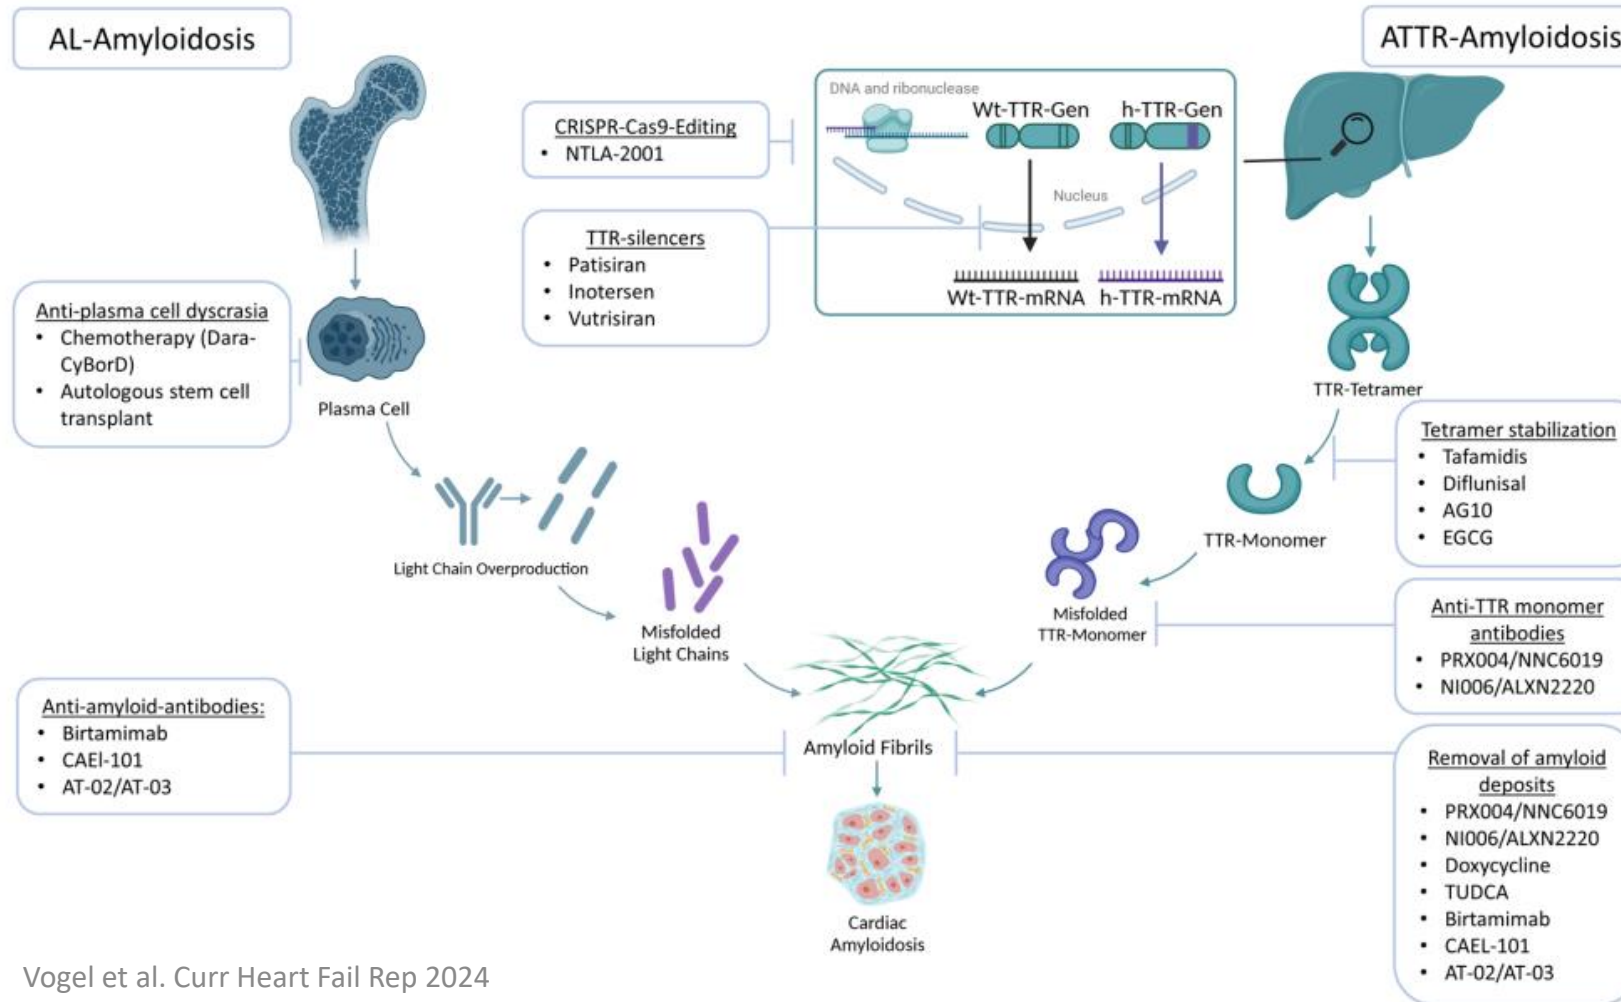 AL-Amyloidosis
ATTR-Amyloidosis
DNA and ribonuclease
Wt-TTR-Gen
h-TTR-Gen
CRISPR-Cas9-Editing
• NTLA-2001
Nucleus
TTR-silencers
• Patisiran
• Inotersen
• Vutrisiran
Wt-TTR-mRNA
h-TTR-mRNA
Anti-plasma cell dyscrasia
• Chemotherapy (Dara-
CyBorD)
• Autologous stem cell
transplant
Plasma Cell
TTR-Tetramer
Tetramer stabilization
• Tafamidis
• Diflunisal
• AG10
• EGCG
TTR-Monomer
Light Chain Overproduction
Misfolded
TTR-Monomer
Misfolded
Light Chains
Anti-TTR monomer
antibodies
• PRX004/NNC6019
• NI006/ALXN2220
Anti-amyloid-antibodies:
• Birtamimab
• CAEl-101
• AT-02/AT-03
Amyloid Fibrils
Removal of amyloid
deposits
• PRX004/NNC6019
• NI006/ALXN2220
• Doxycycline
• TUDCA
• Birtamimab
• CAEL-101
• AT-02/AT-03
Cardiac
Amyloidosis
Vogel et al. Curr Heart Fail Rep 2024